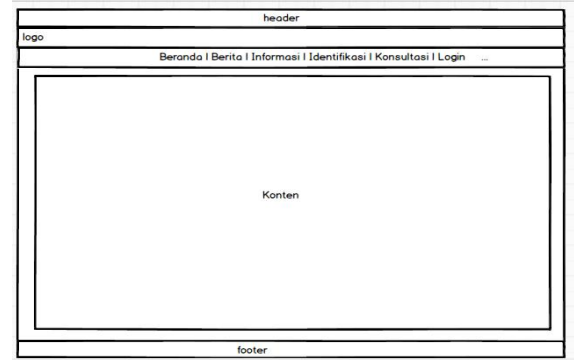 header
logo
Beranda | Berita | Informasi | Identifikasi | Konsultasi | Login ...
Konten
footer